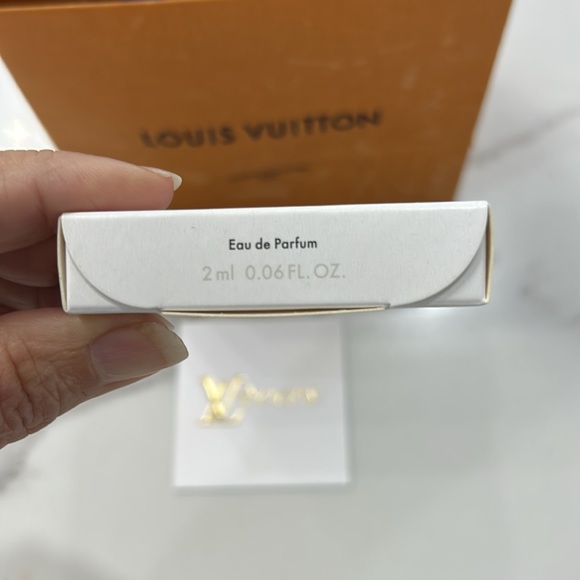 LOUIS VUITTON
Eau de Parfum
2 ml 0.06 FL. OZ.